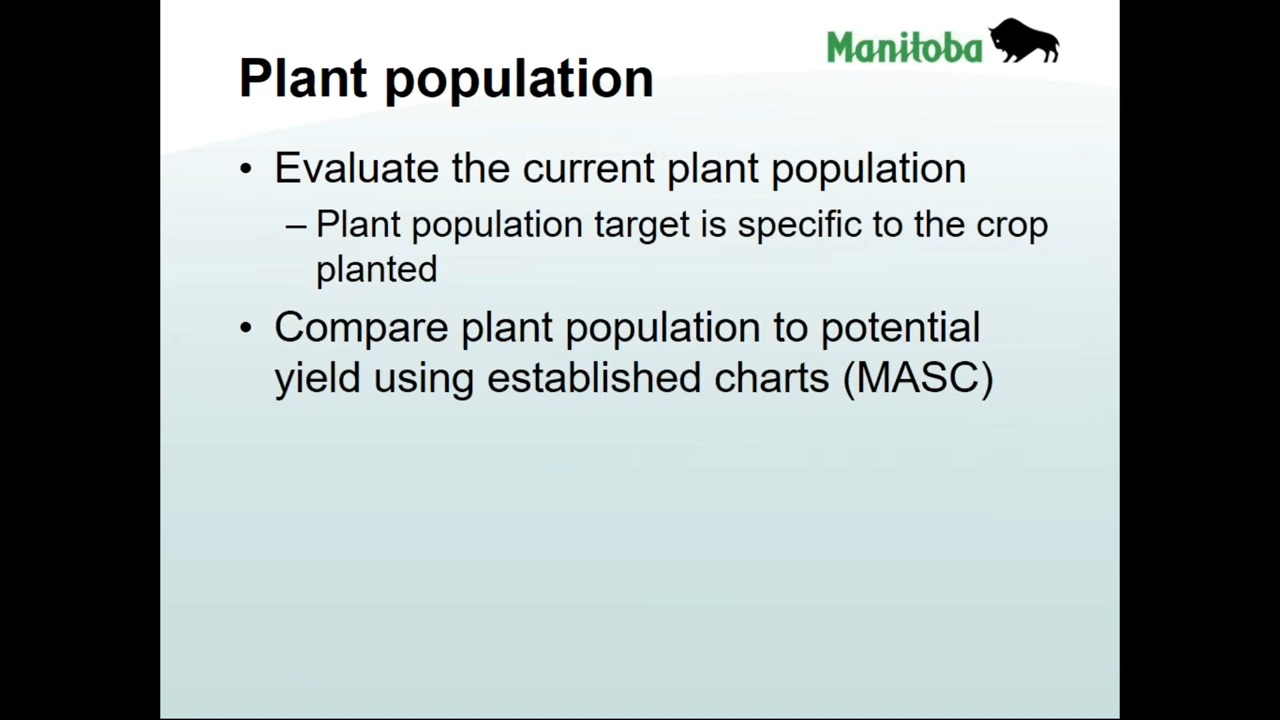 Manitoba
Plant population
• Evaluate the current plant population
– Plant population target is specific to the crop
planted
• Compare plant population to potential
yield using established charts (MASC)